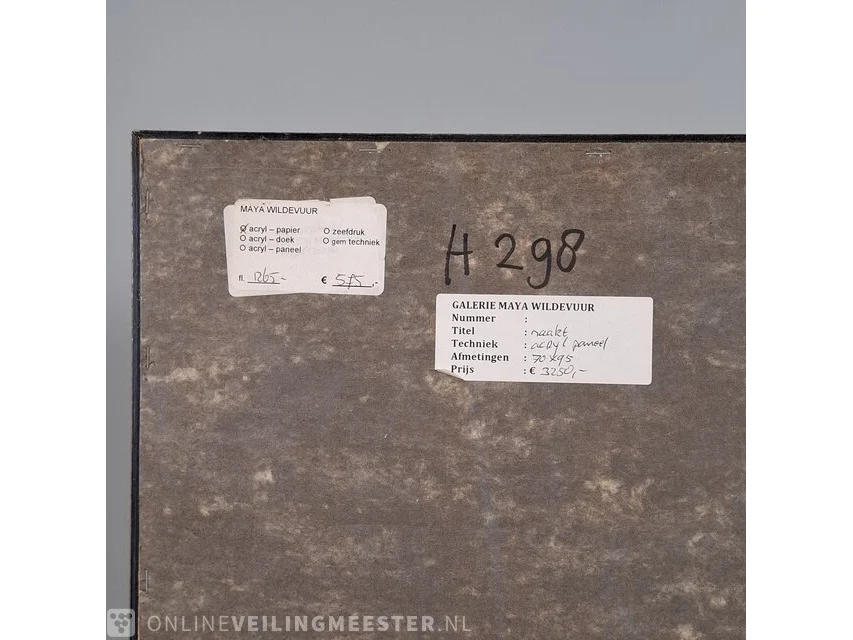 MAYA WILDEVUUR
acryl – papier O zeefdruk
O acryl – doek O gem techniek
O acryl – paneel
fl. 1265,- € 575,-
H 298
GALERIE MAYA WILDEVUUR
Nummer :
Titel : naakt
Techniek : acryl paneel
Afmetingen : 70x95
Prijs : € 3250,-
ONLINEVEILINGMEESTER.NL